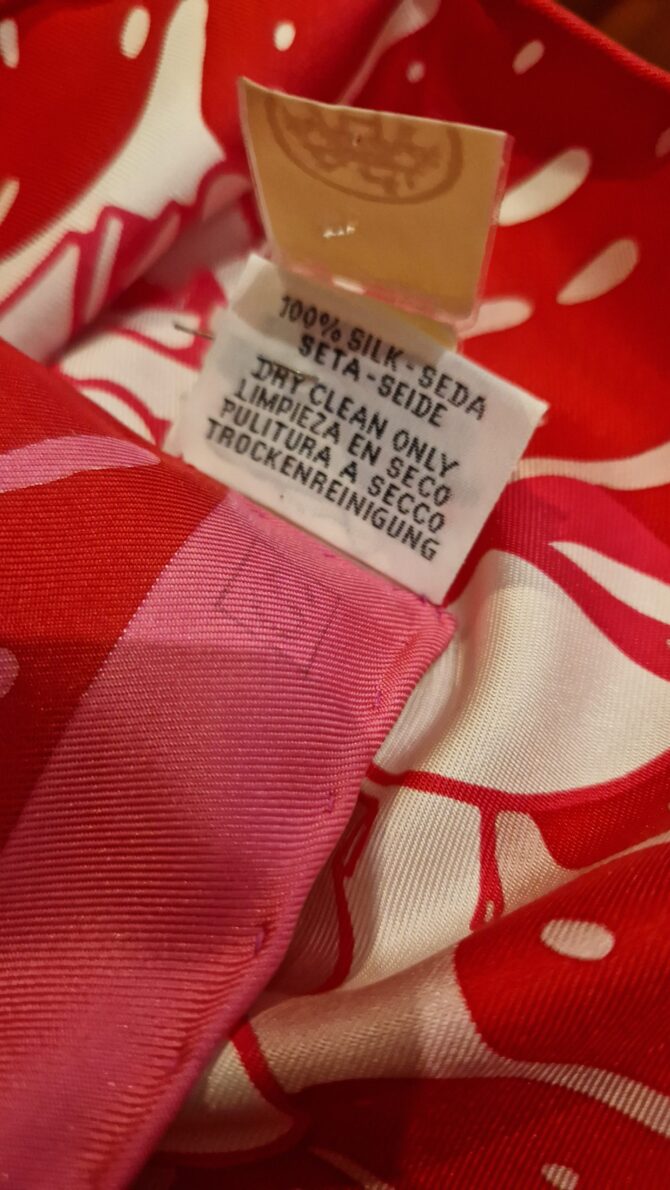 100% SILK - SEDA
SETA - SEIDE
DRY CLEAN ONLY
LIMPIEZA EN SECO
PULITURA A SECCO
TROCKENREINIGUNG